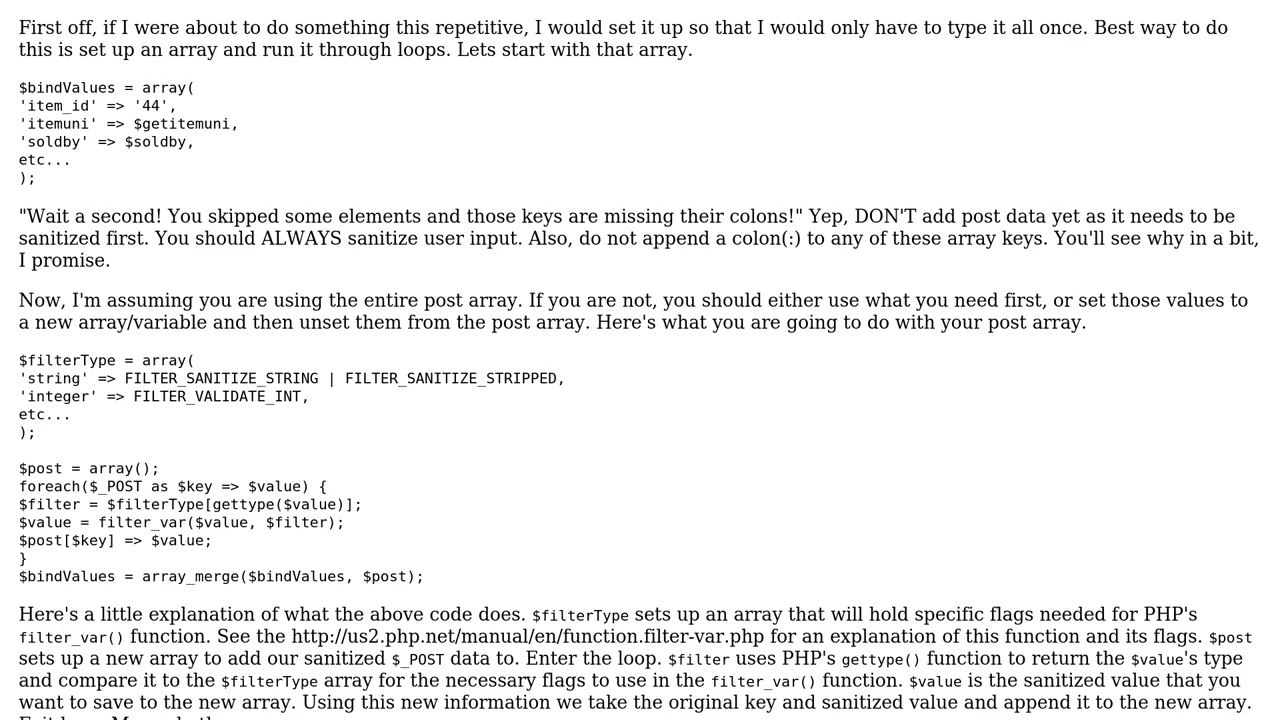 First off, if I were about to do something this repetitive, I would set it up so that I would only have to type it all once. Best way to do
this is set up an array and run it through loops. Lets start with that array.
$bindValues = array(
'item_id' => '44',
'itemuni' => $getitemuni,
'soldby' => $soldby,
etc...
);
"Wait a second! You skipped some elements and those keys are missing their colons!" Yep, DON'T add post data yet as it needs to be
sanitized first. You should ALWAYS sanitize user input. Also, do not append a colon(:) to any of these array keys. You'll see why in a bit,
I promise.
Now, I'm assuming you are using the entire post array. If you are not, you should either use what you need first, or set those values to
a new array/variable and then unset them from the post array. Here's what you are going to do with your post array.
$filterType = array(
'string' => FILTER_SANITIZE_STRING | FILTER_SANITIZE_STRIPPED,
'integer' => FILTER_VALIDATE_INT,
etc...
);
$post = array();
foreach($_POST as $key => $value) {
$filter = $filterType[gettype($value)];
$value = filter_var($value, $filter);
$post[$key] => $value;
}
$bindValues = array_merge($bindValues, $post);
Here's a little explanation of what the above code does. $filterType sets up an array that will hold specific flags needed for PHP's
filter_var() function. See the http://us2.php.net/manual/en/function.filter-var.php for an explanation of this function and its flags. $post
sets up a new array to add our sanitized $_POST data to. Enter the loop. $filter uses PHP's gettype() function to return the $value's type
and compare it to the $filterType array for the necessary flags to use in the filter_var() function. $value is the sanitized value that you
want to save to the new array. Using this new information we take the original key and sanitized value and append it to the new array.